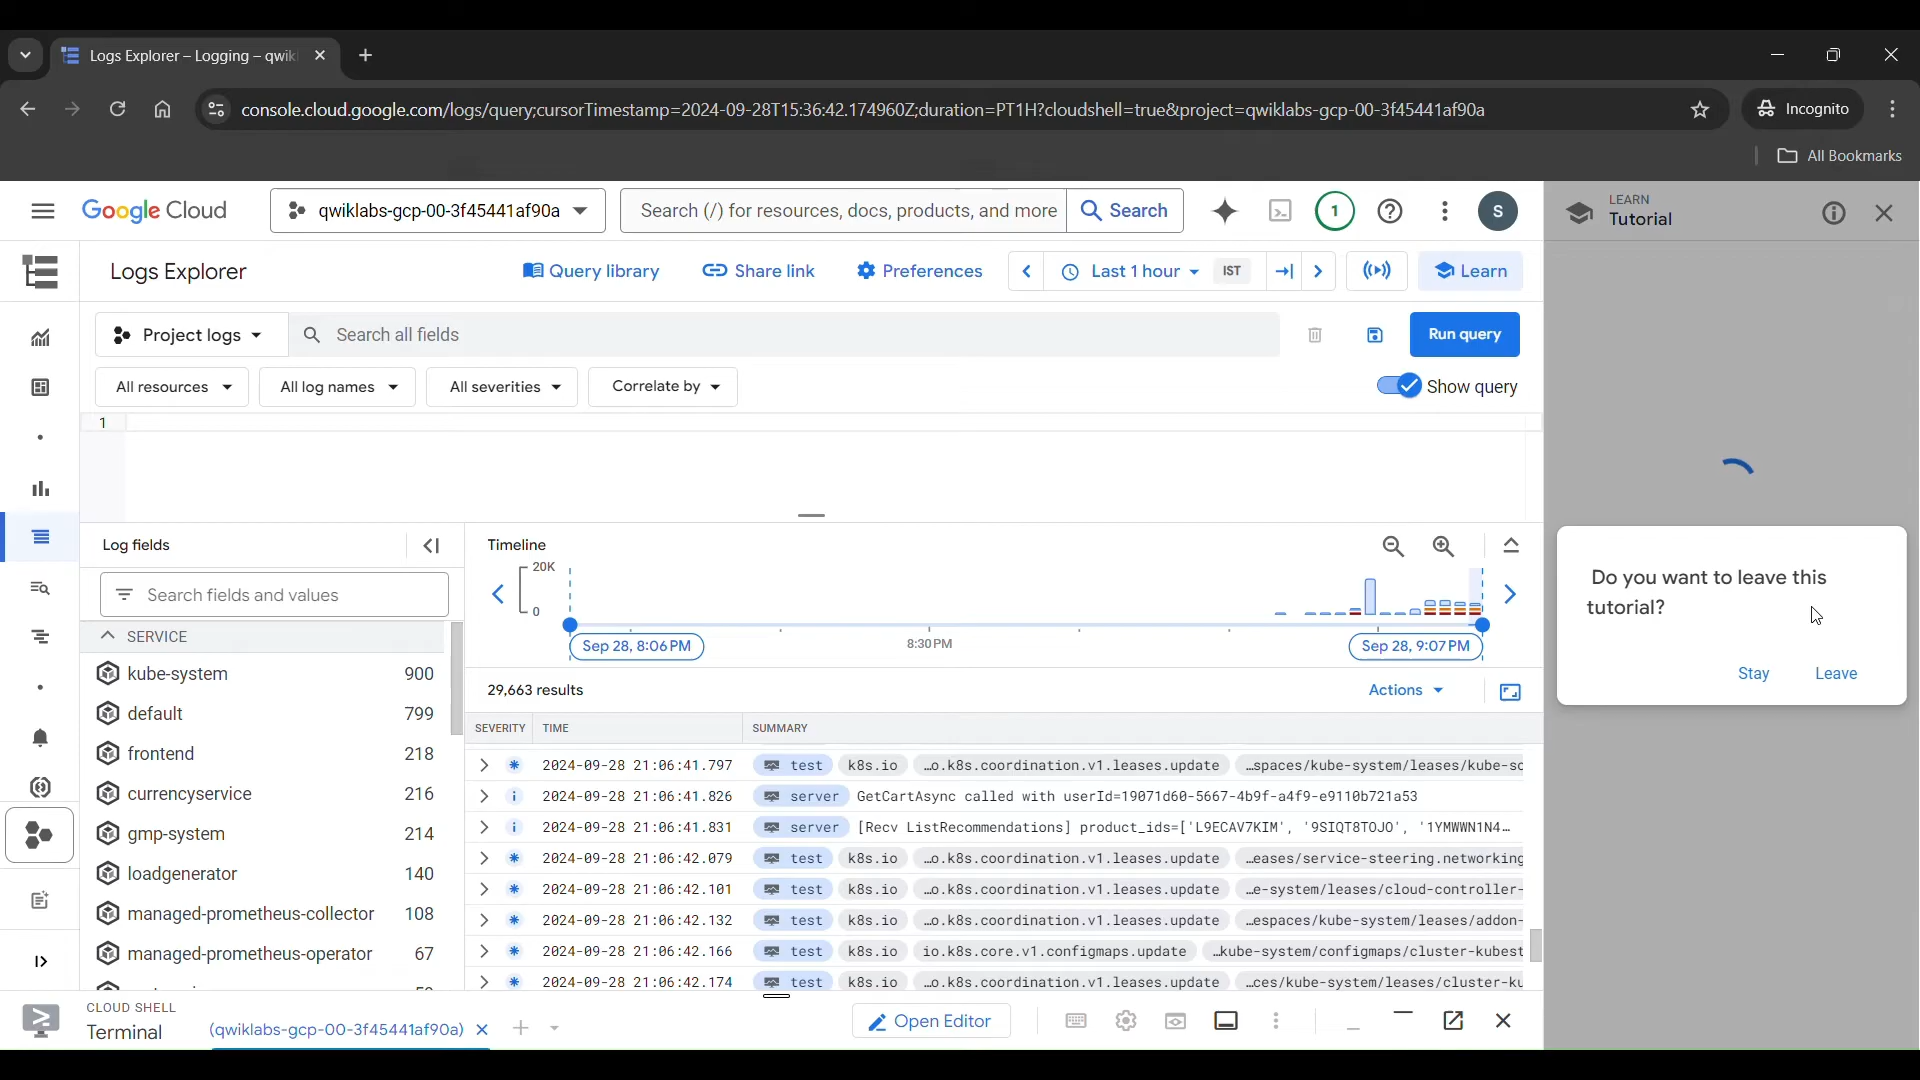 Logs Explorer – Logging – qwik
console.cloud.google.com/logs/query;cursorTimestamp=2024-09-28T15:36:42.174960Z;duration=PT1H?cloudshell=true&project=qwiklabs-gcp-00-3f45441af90a
Incognito
All Bookmarks
Google Cloud
qwiklabs-gcp-00-3f45441af90a
Search (/) for resources, docs, products, and more
Search
1
S
LEARN
Tutorial
Logs Explorer
Query library
Share link
Preferences
Last 1 hour
IST
Learn
Project logs
Search all fields
Run query
All resources
All log names
All severities
Correlate by
Show query
1
Log fields
Search fields and values
SERVICE
kube-system 900
default 799
frontend 218
currencyservice 216
gmp-system 214
loadgenerator 140
managed-prometheus-collector 108
managed-prometheus-operator 67
Timeline
20K
0
Sep 28, 8:06 PM
8:30 PM
Sep 28, 9:07 PM
29,663 results
Actions
SEVERITY TIME SUMMARY
2024-09-28 21:06:41.797 test k8s.io …o.k8s.coordination.v1.leases.update …spaces/kube-system/leases/kube-sc
2024-09-28 21:06:41.826 server GetCartAsync called with userId=19071d60-5667-4b9f-a4f9-e9110b721a53
2024-09-28 21:06:41.831 server [Recv ListRecommendations] product_ids=['L9ECAV7KIM', '9SIQT8TOJO', '1YMWWN1N4…
2024-09-28 21:06:42.079 test k8s.io …o.k8s.coordination.v1.leases.update …eases/service-steering.networking
2024-09-28 21:06:42.101 test k8s.io …o.k8s.coordination.v1.leases.update …e-system/leases/cloud-controller-
2024-09-28 21:06:42.132 test k8s.io …o.k8s.coordination.v1.leases.update …espaces/kube-system/leases/addon-
2024-09-28 21:06:42.166 test k8s.io io.k8s.core.v1.configmaps.update …kube-system/configmaps/cluster-kubest
2024-09-28 21:06:42.174 test k8s.io …o.k8s.coordination.v1.leases.update …ces/kube-system/leases/cluster-ku
Do you want to leave this
tutorial?
Stay
Leave
CLOUD SHELL
Terminal
(qwiklabs-gcp-00-3f45441af90a)
Open Editor